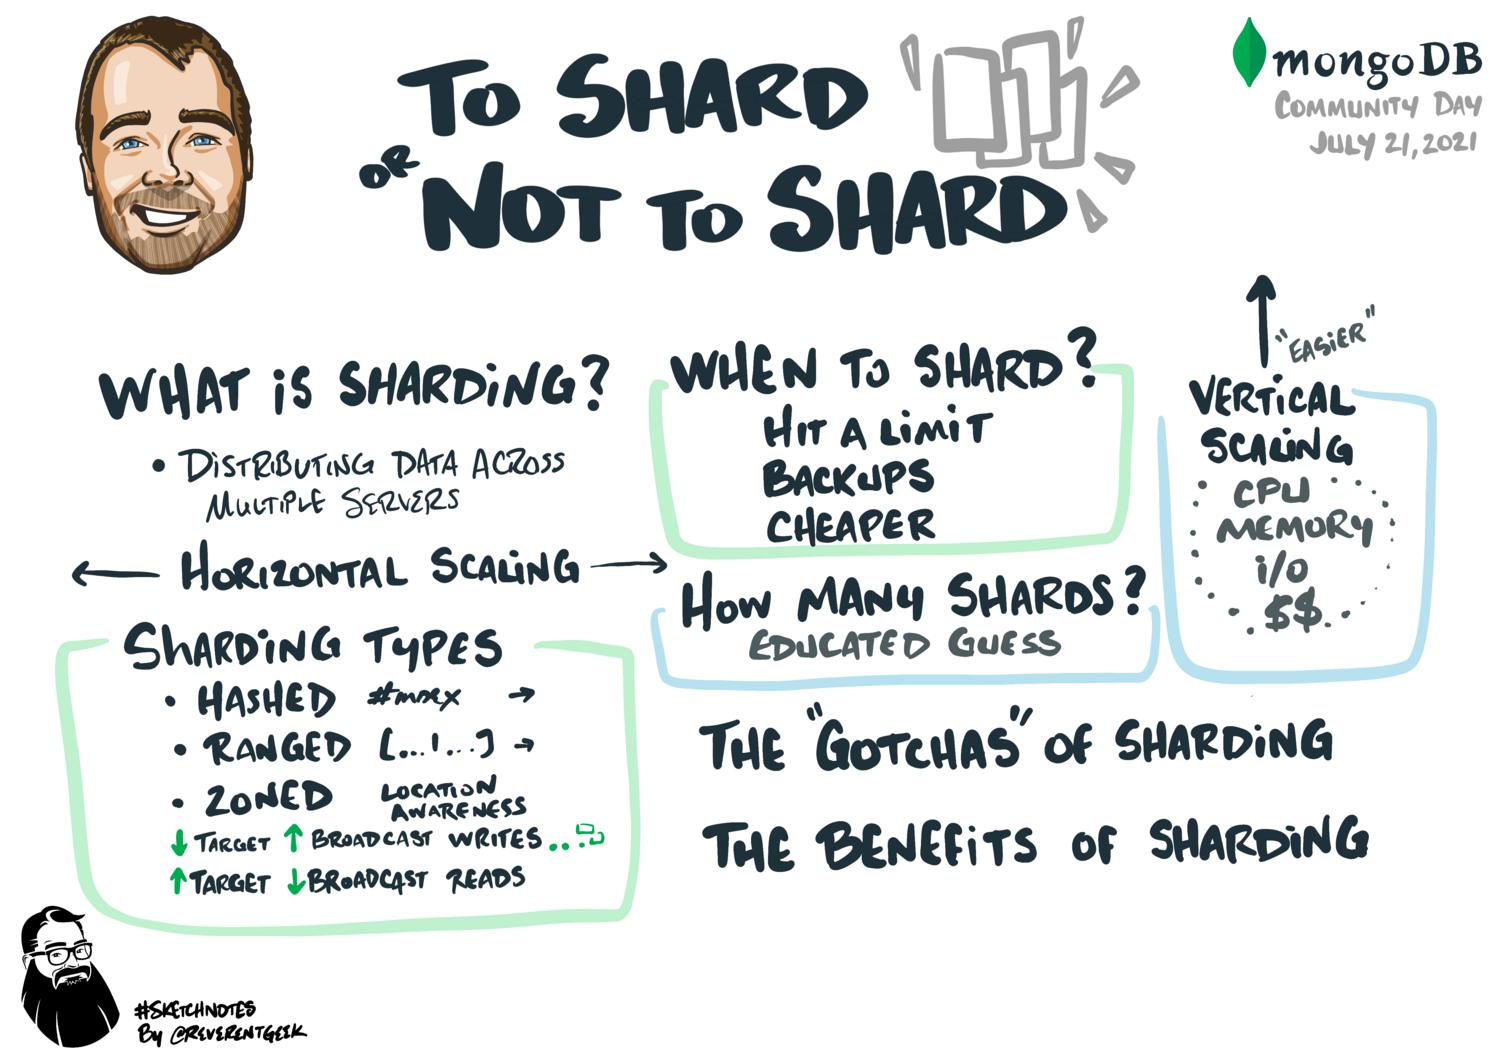 To Shard
or
Not to Shard
mongoDB
Community Day
July 21, 2021
What is Sharding?
• Distributing data across
Multiple Servers
Horizontal Scaling
Sharding Types
• Hashed
• Ranged [...|...]
• Zoned Location
Awareness
↓ Target ↑ Broadcast writes...
↑ Target ↓ Broadcast reads
When to Shard?
Hit a limit
Backups
Cheaper
How many Shards?
Educated Guess
"Easier"
Vertical
Scaling
CPU
Memory
i/o
$$
The "Gotchas" of Sharding
The Benefits of Sharding
#sketchnotes
By @reverentgeek